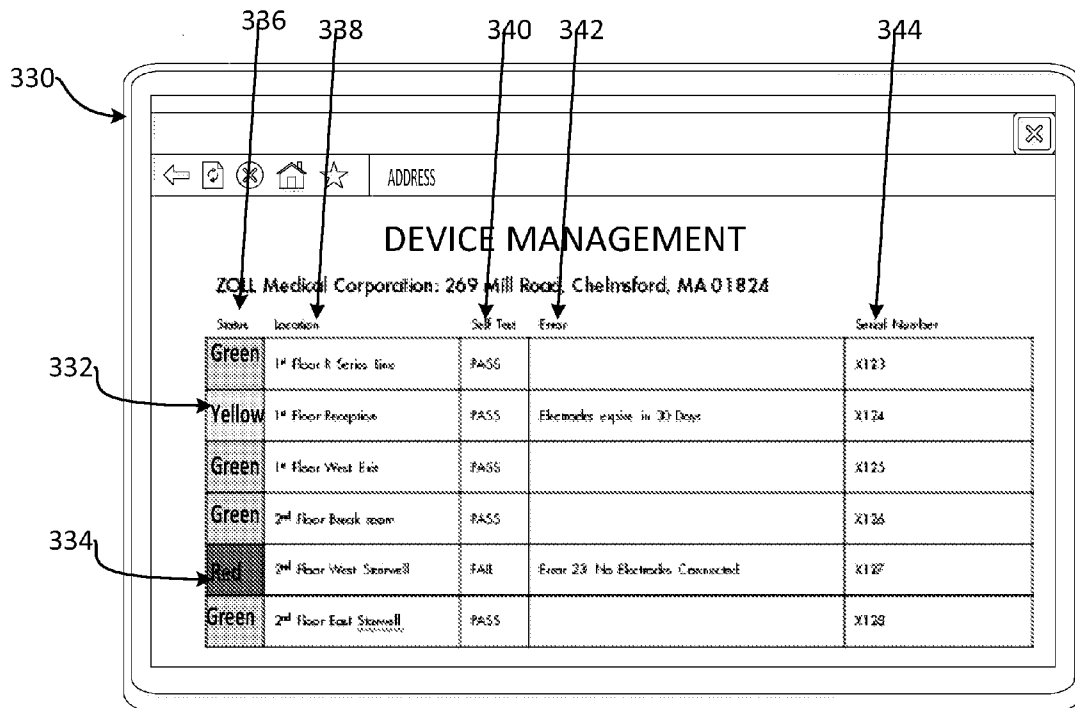 336 338 340 342 344
330
ADDRESS
DEVICE MANAGEMENT
ZOLL Medical Corporation: 269 Mill Road, Chelmsford, MA 01824
Status Location Self Test Error Serial Number
Green 1st Floor R Series Sims PASS X123
332
Yellow 1st Floor Reception PASS Electrodes expire in 30 Days X124
Green 1st Floor West Exit PASS X125
Green 2nd Floor Break room PASS X126
334
Red 2nd Floor West Stairwell FAIL Error 23 No Electrodes Connected X127
Green 2nd Floor East Stairwell PASS X128